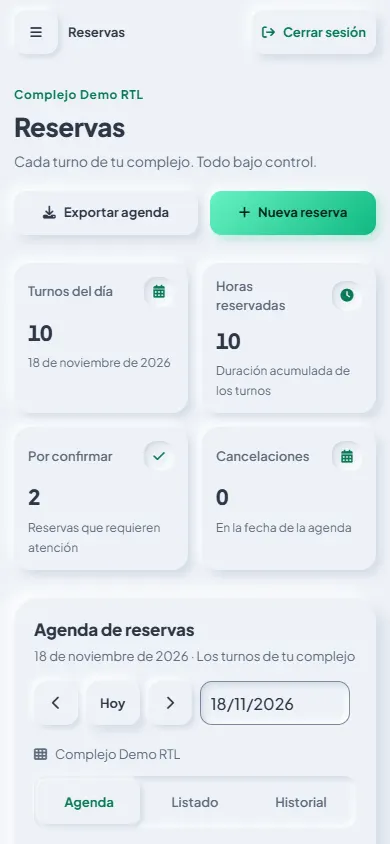 Reservas
Cerrar sesión
Complejo Demo RTL
Reservas
Cada turno de tu complejo. Todo bajo control.
Exportar agenda
Nueva reserva
Turnos del día
10
18 de noviembre de 2026
Horas
reservadas
10
Duración acumulada de
los turnos
Por confirmar
2
Reservas que requieren
atención
Cancelaciones
0
En la fecha de la agenda
Agenda de reservas
18 de noviembre de 2026 · Los turnos de tu complejo
Hoy
18/11/2026
Complejo Demo RTL
Agenda
Listado
Historial